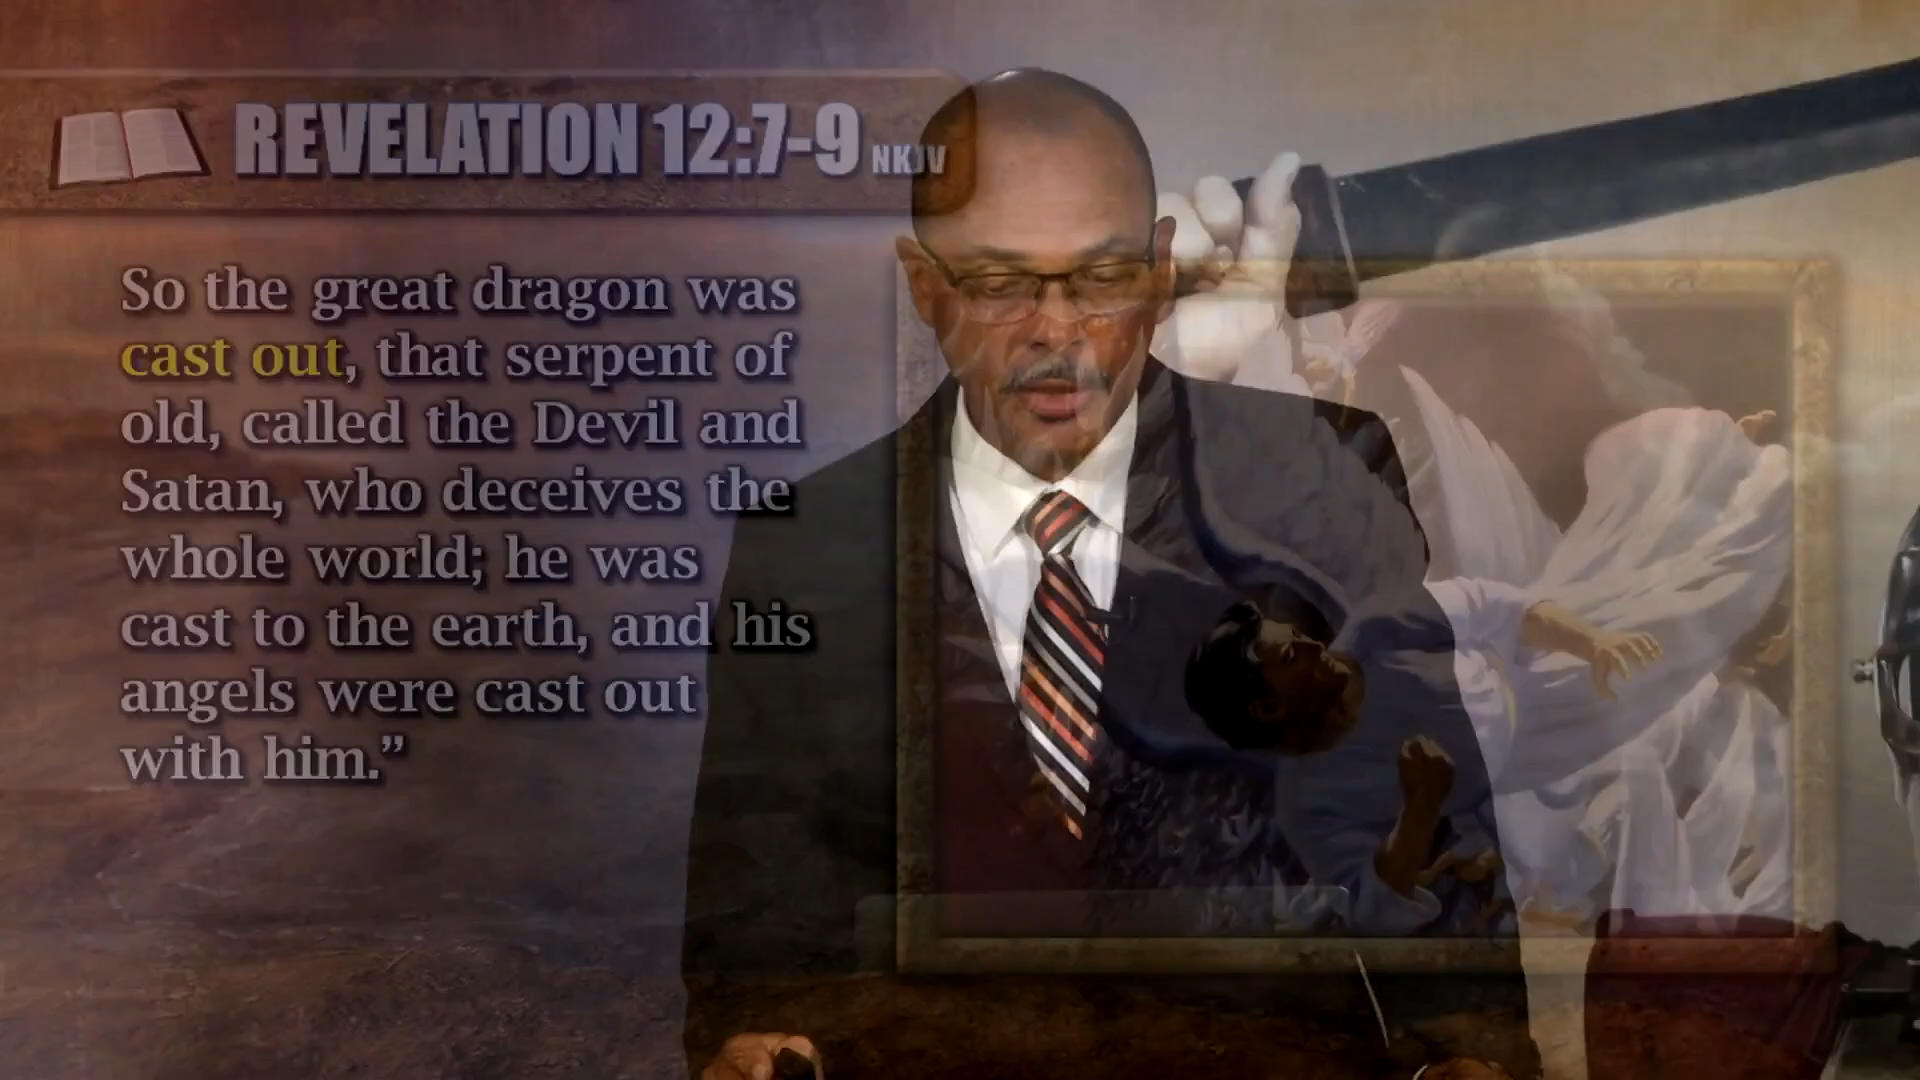 REVELATION 12:7-9 NKJV
So the great dragon was
cast out, that serpent of
old, called the Devil and
Satan, who deceives the
whole world; he was
cast to the earth, and his
angels were cast out
with him.”